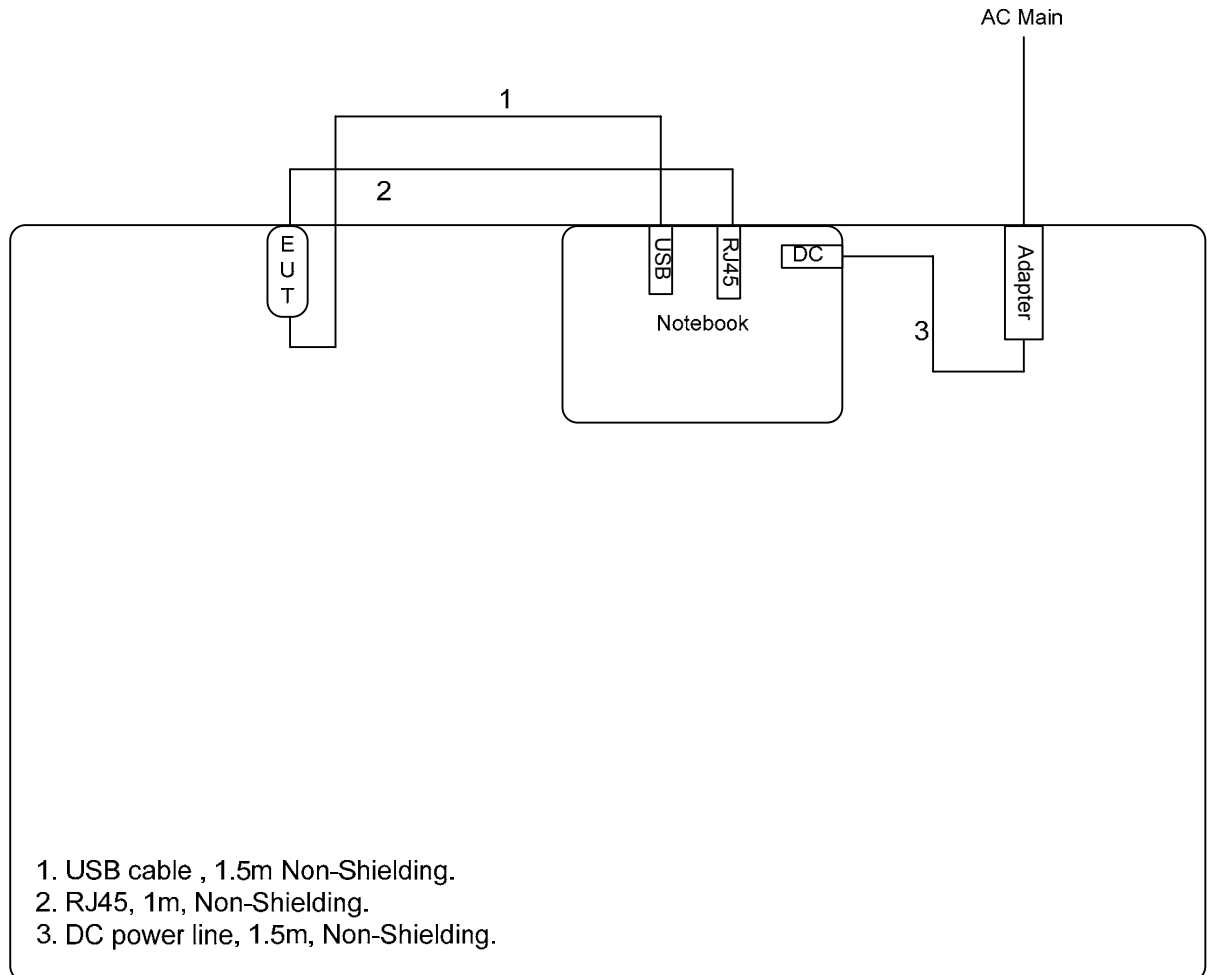 AC Main
1
2
E
U
T
USB
RJ45
DC
Adapter
Notebook
3
1. USB cable , 1.5m Non-Shielding.
2. RJ45, 1m, Non-Shielding.
3. DC power line, 1.5m, Non-Shielding.